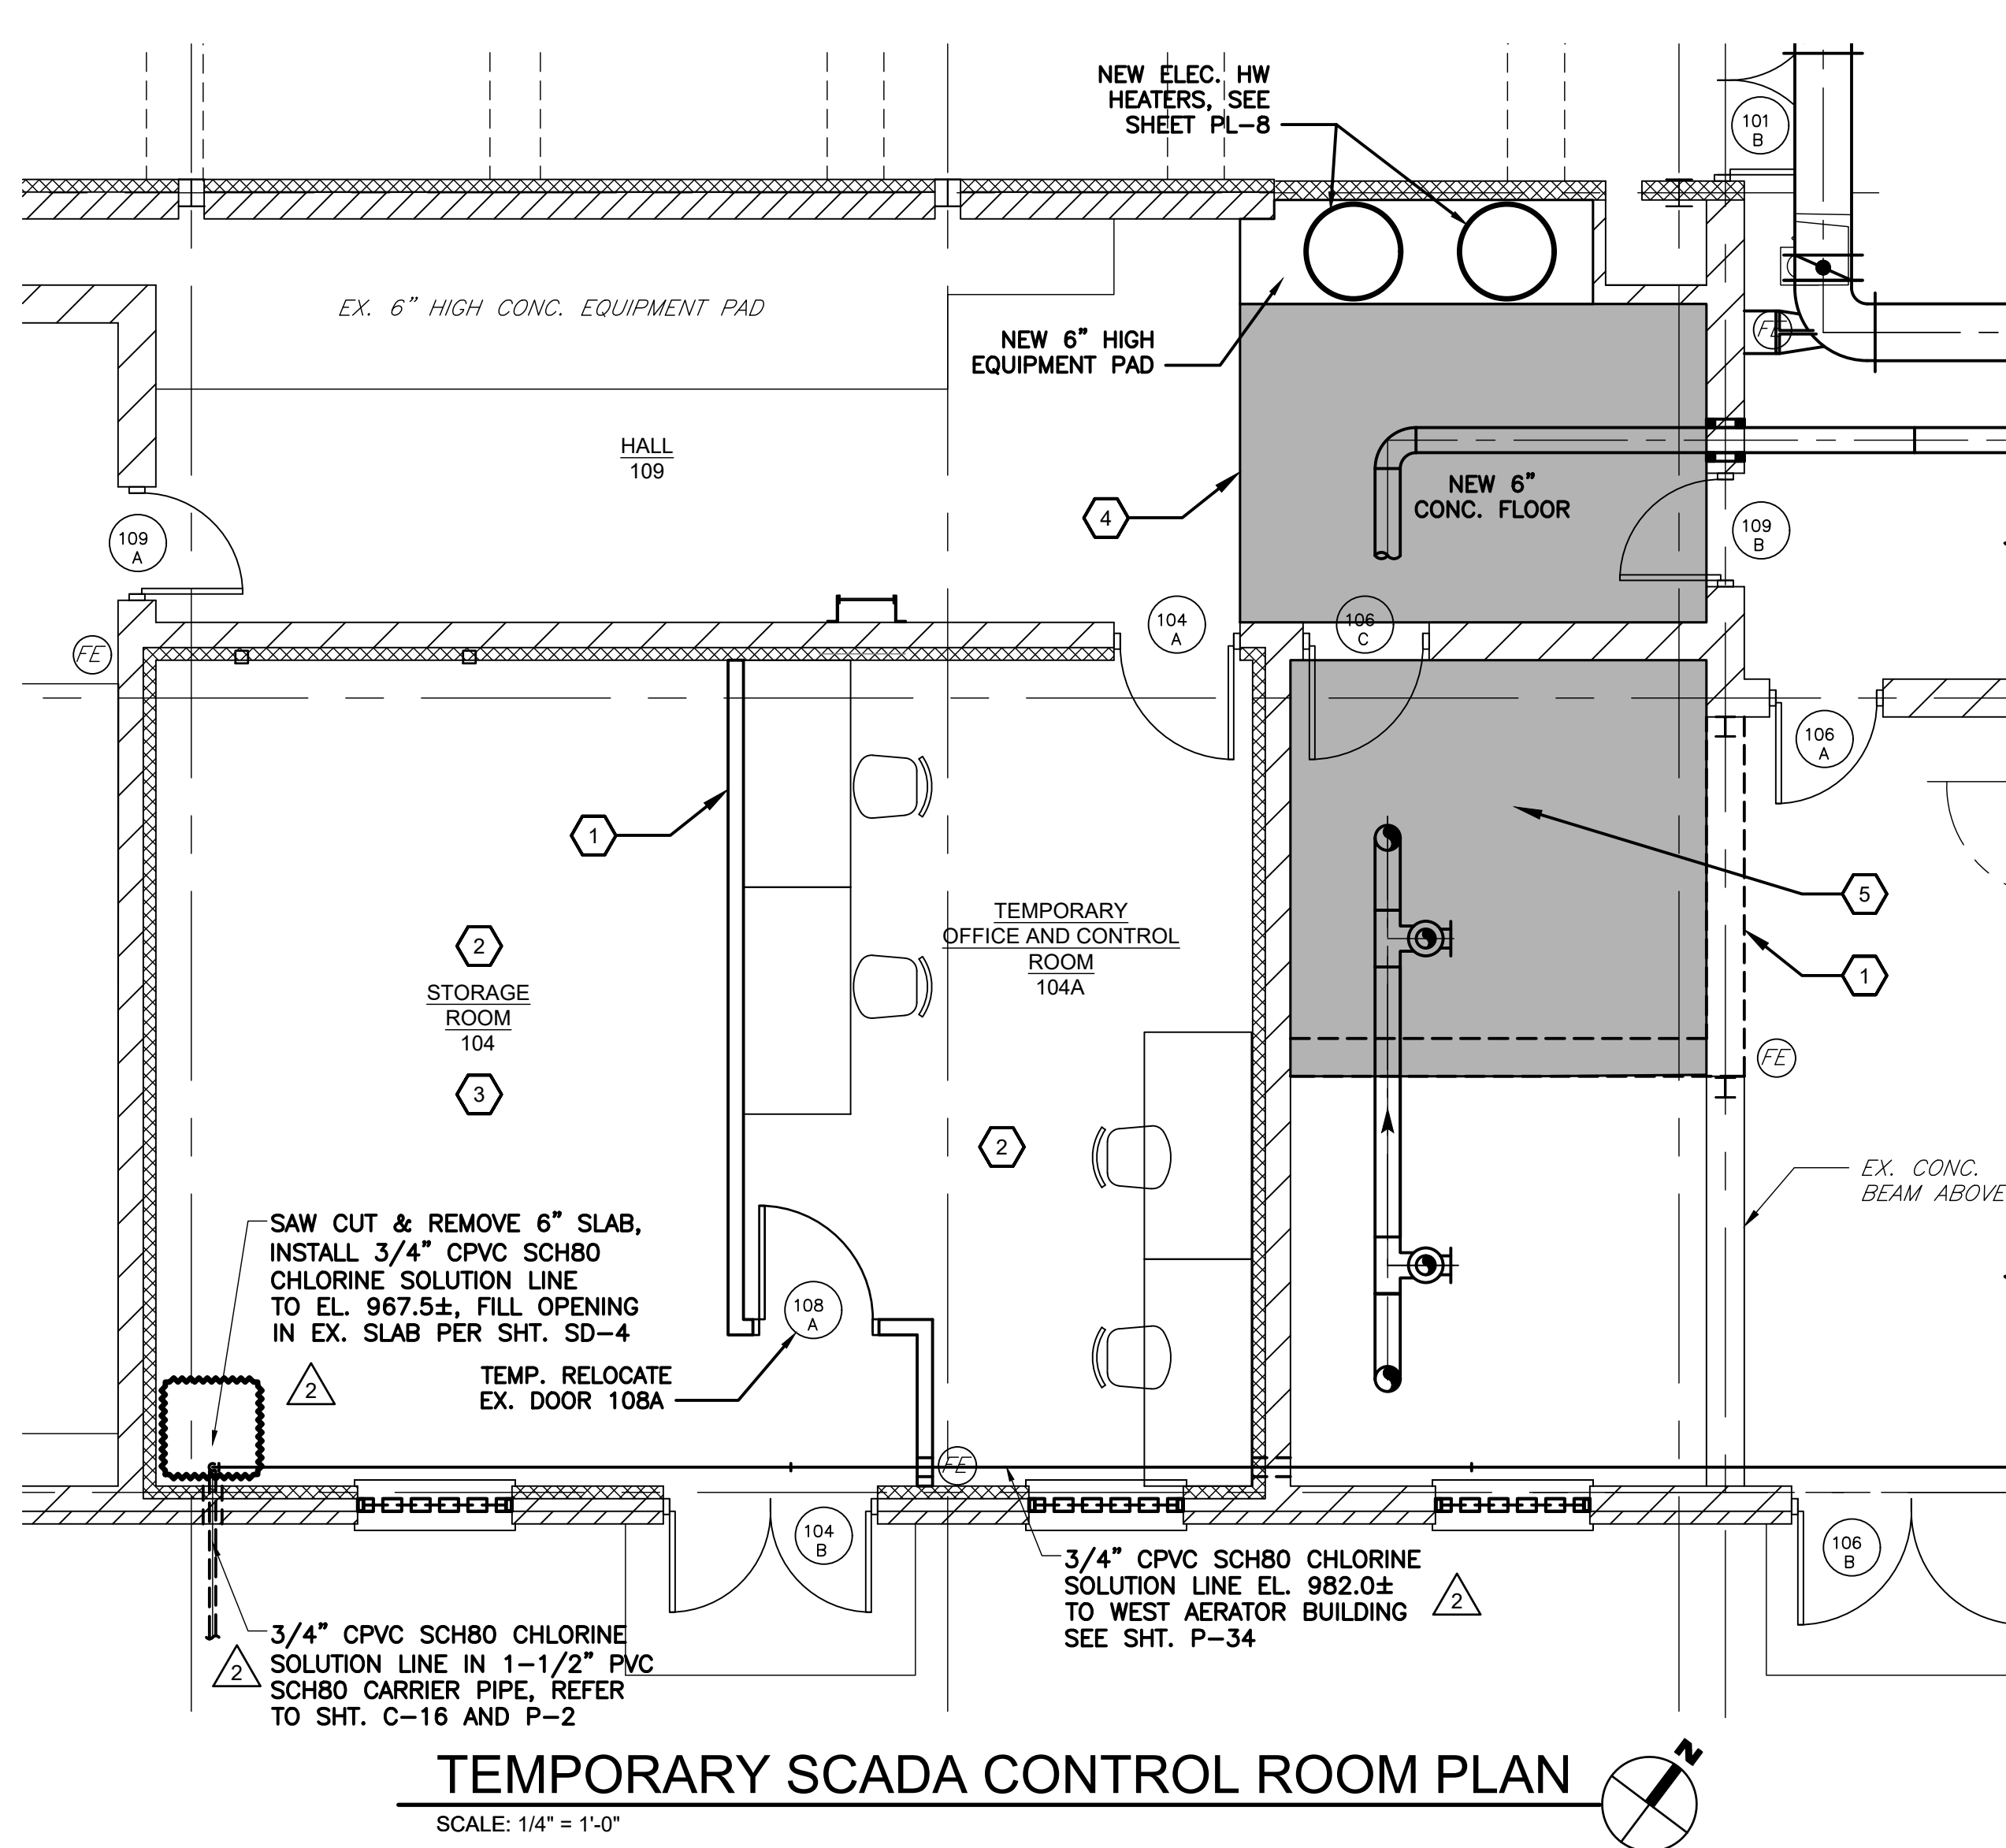 NEW ELEC. HW
HEATERS, SEE
SHEET PL-8
101
B
EX. 6" HIGH CONC. EQUIPMENT PAD
NEW 6" HIGH
EQUIPMENT PAD
FE
HALL
109
4
NEW 6"
CONC. FLOOR
109
A
109
B
FE
104
A
106
C
106
A
1
5
2
STORAGE
ROOM
104
3
TEMPORARY
OFFICE AND CONTROL
ROOM
104A
1
FE
2
EX. CONC.
BEAM ABOVE
SAW CUT & REMOVE 6" SLAB,
INSTALL 3/4" CPVC SCH80
CHLORINE SOLUTION LINE
TO EL. 967.5±, FILL OPENING
IN EX. SLAB PER SHT. SD-4
2
108
A
TEMP. RELOCATE
EX. DOOR 108A
FE
104
B
106
B
3/4" CPVC SCH80 CHLORINE
SOLUTION LINE EL. 982.0±
TO WEST AERATOR BUILDING
SEE SHT. P-34
2
3/4" CPVC SCH80 CHLORINE
SOLUTION LINE IN 1-1/2" PVC
SCH80 CARRIER PIPE, REFER
TO SHT. C-16 AND P-2
2
TEMPORARY SCADA CONTROL ROOM PLAN
N
SCALE: 1/4" = 1'-0"